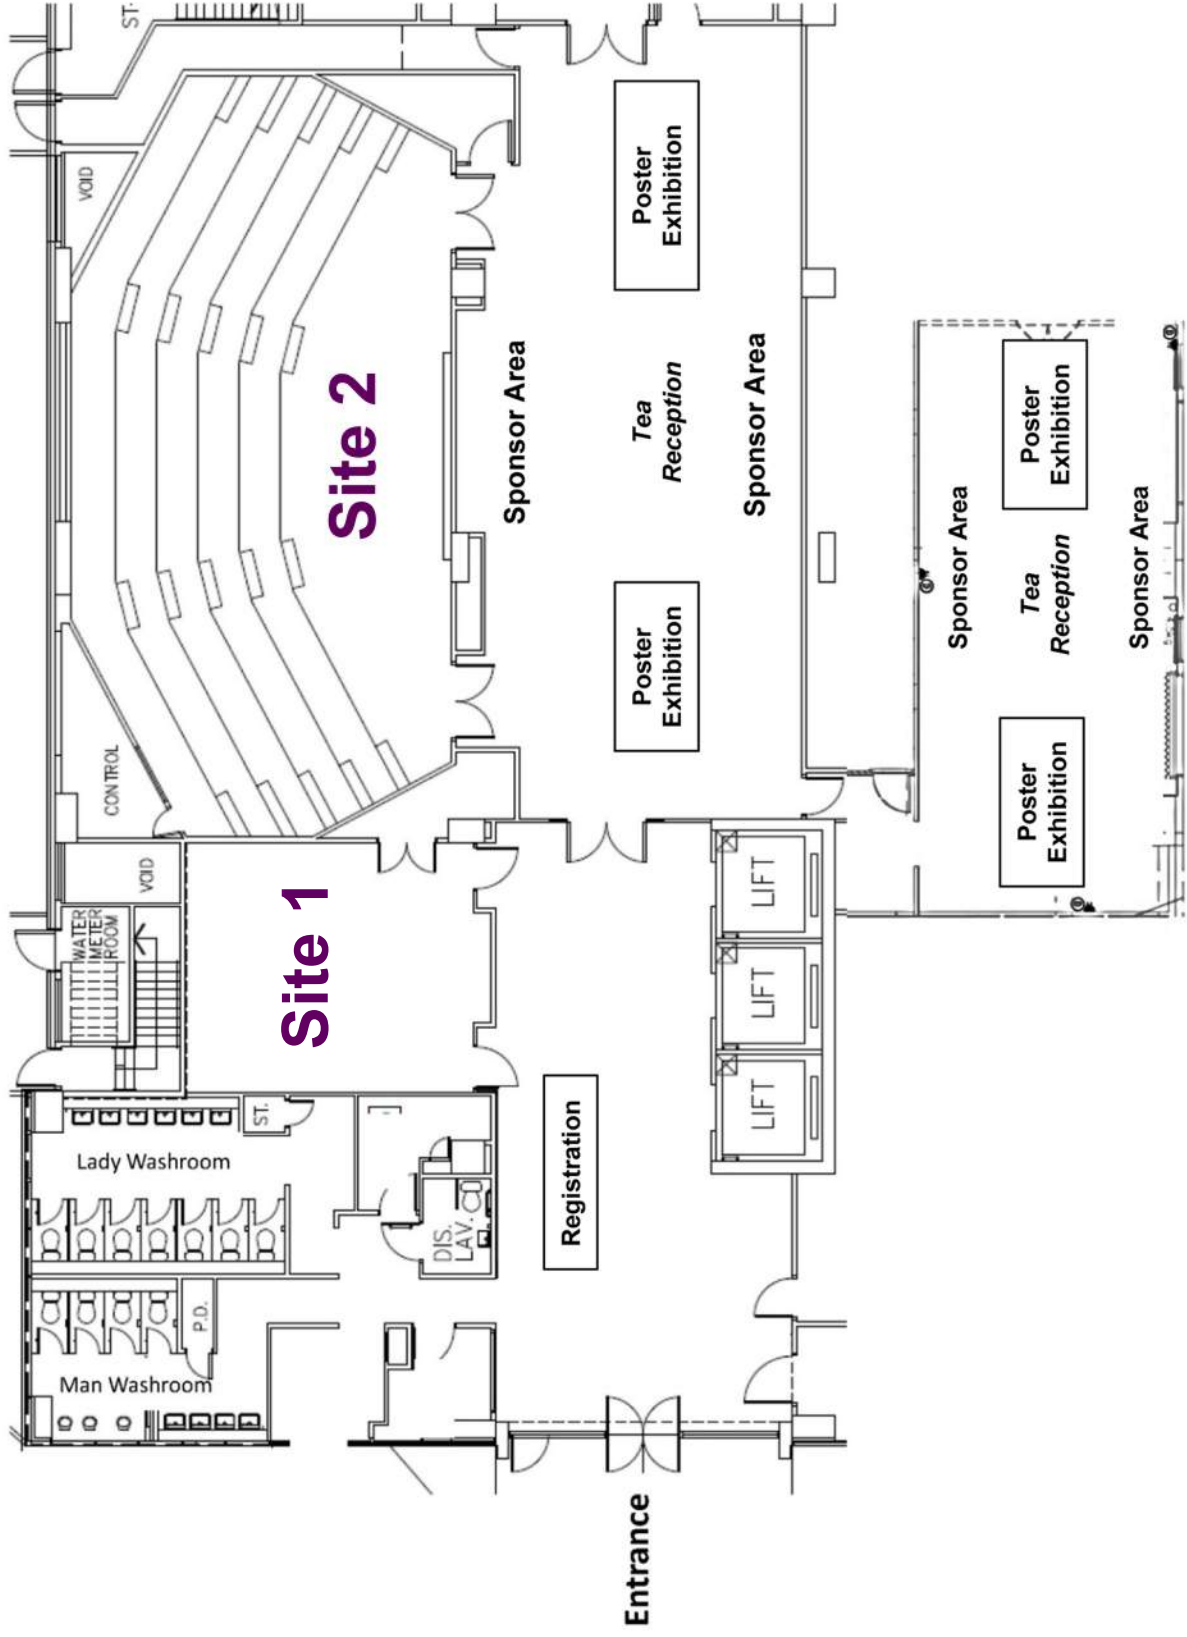 ST.
VOID
CONTROL
Site 2
Sponsor Area
Poster
Exhibition
Tea
Reception
Poster
Exhibition
Sponsor Area
VOID
WATER
METER
ROOM
Site 1
LIFT
LIFT
LIFT
Sponsor Area
Poster
Exhibition
Tea
Reception
Poster
Exhibition
Sponsor Area
Lady Washroom
ST.
DIS.
LAV.
Registration
P.D.
Man Washroom
Entrance